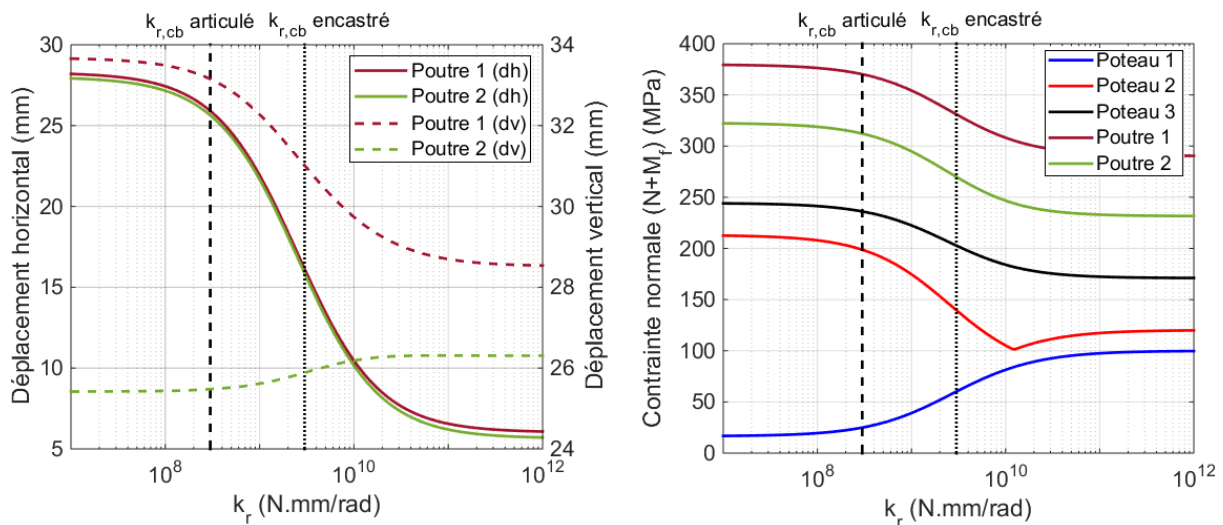 k_{r,cb} articulé
k_{r,cb} encastré
30
25
20
15
10
5
Déplacement horizontal (mm)
34
32
30
28
26
24
Déplacement vertical (mm)
Poutre 1 (dh)
Poutre 2 (dh)
Poutre 1 (dv)
Poutre 2 (dv)
10^8
10^10
10^12
k_r (N.mm/rad)
k_{r,cb} articulé
k_{r,cb} encastré
400
350
300
250
200
150
100
50
0
Contrainte normale (N+M_f) (MPa)
Poteau 1
Poteau 2
Poteau 3
Poutre 1
Poutre 2
10^8
10^10
10^12
k_r (N.mm/rad)